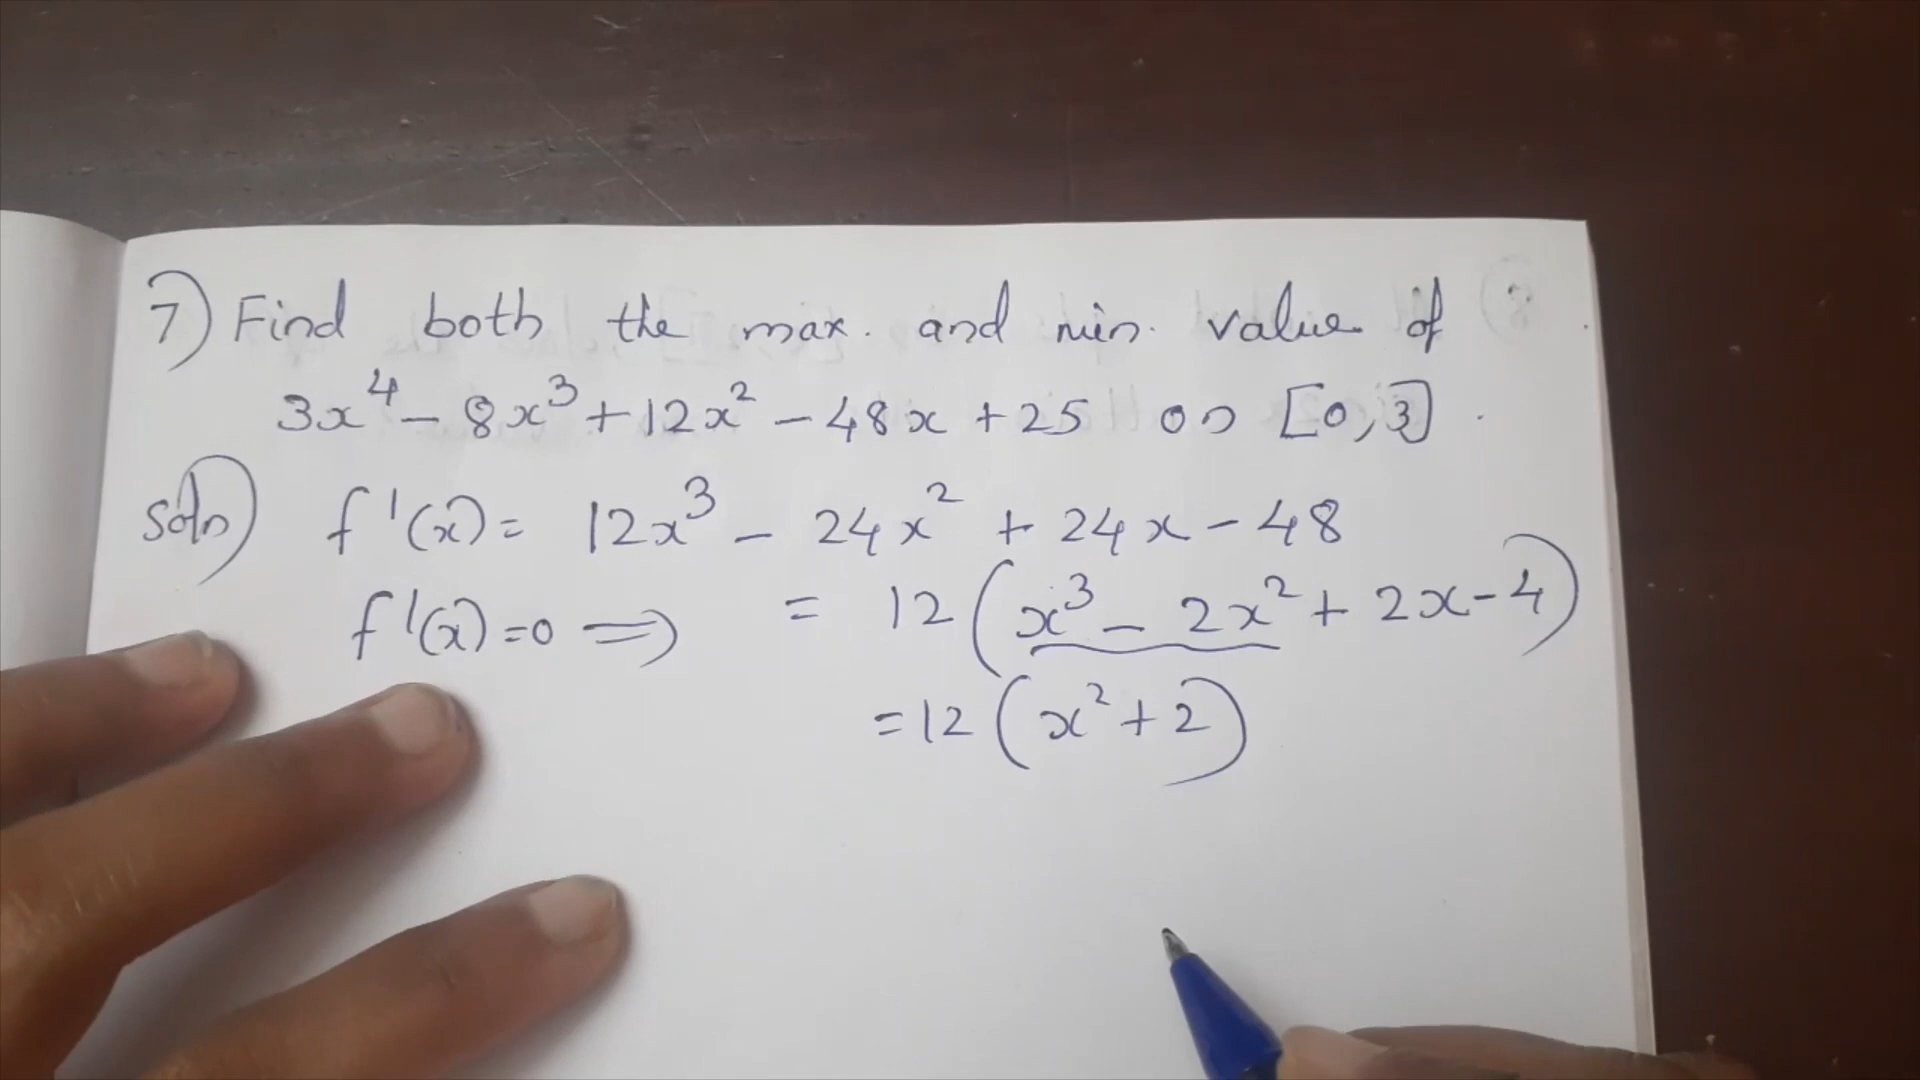 7) Find both the max. and min. value of
3x⁴ - 8x³ + 12x² - 48x + 25 on [0,3].
Soln) f'(x) = 12x³ - 24x² + 24x - 48
f'(x) = 0 ⟹ = 12(x³ - 2x² + 2x - 4)
= 12(x² + 2)